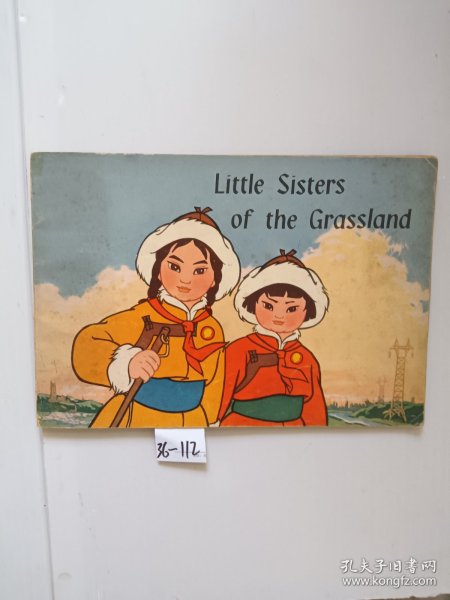 Little Sisters
of the Grassland
36-112
孔夫子旧书网
www.kongfz.com